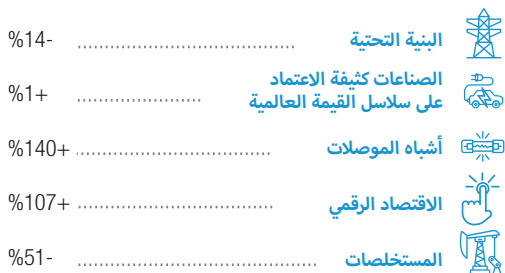 البنية التحتية ........................................ %14-
الصناعات كثيفة الاعتماد
على سلاسل القيمة العالمية ....................... %1+
أشباه الموصلات .................................... %140+
الاقتصاد الرقمي .................................... %107+
المستخلصات ............................................ %51-